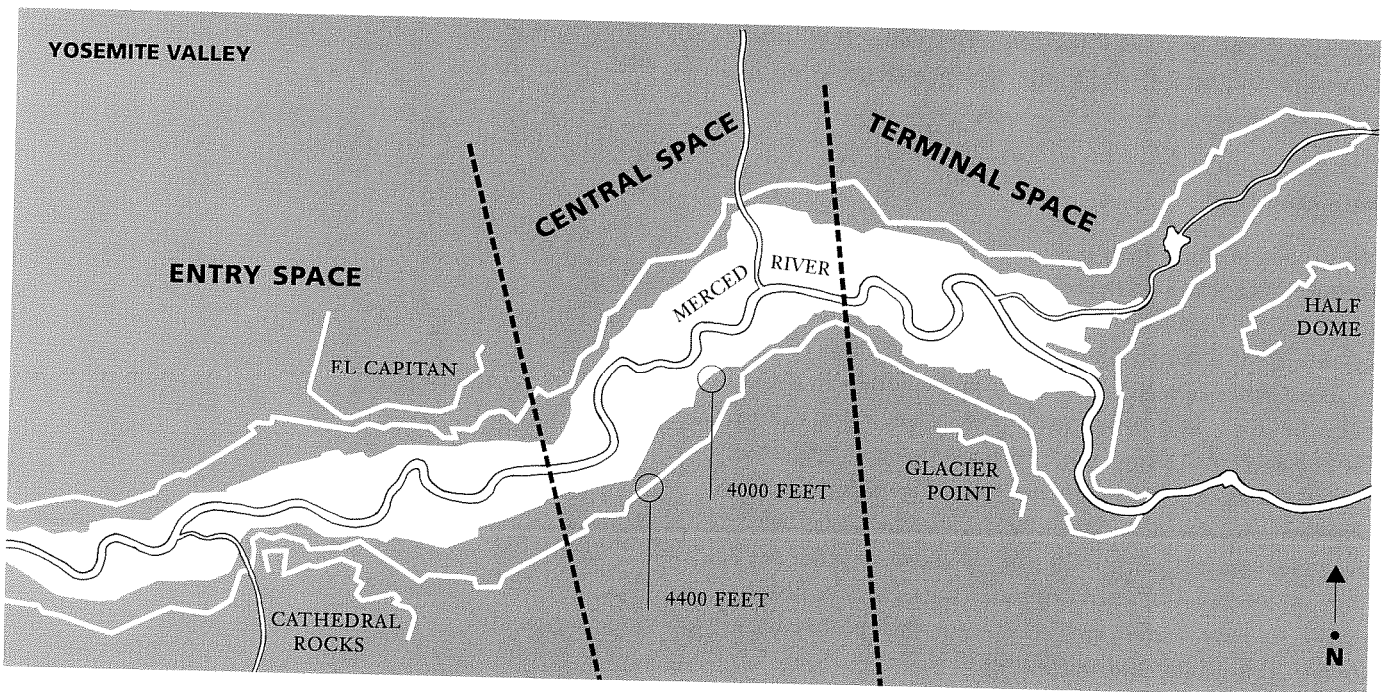 YOSEMITE VALLEY
CENTRAL SPACE
TERMINAL SPACE
ENTRY SPACE
MERCED RIVER
EL CAPITAN
HALF
DOME
GLACIER
POINT
4000 FEET
4400 FEET
CATHEDRAL
ROCKS
N